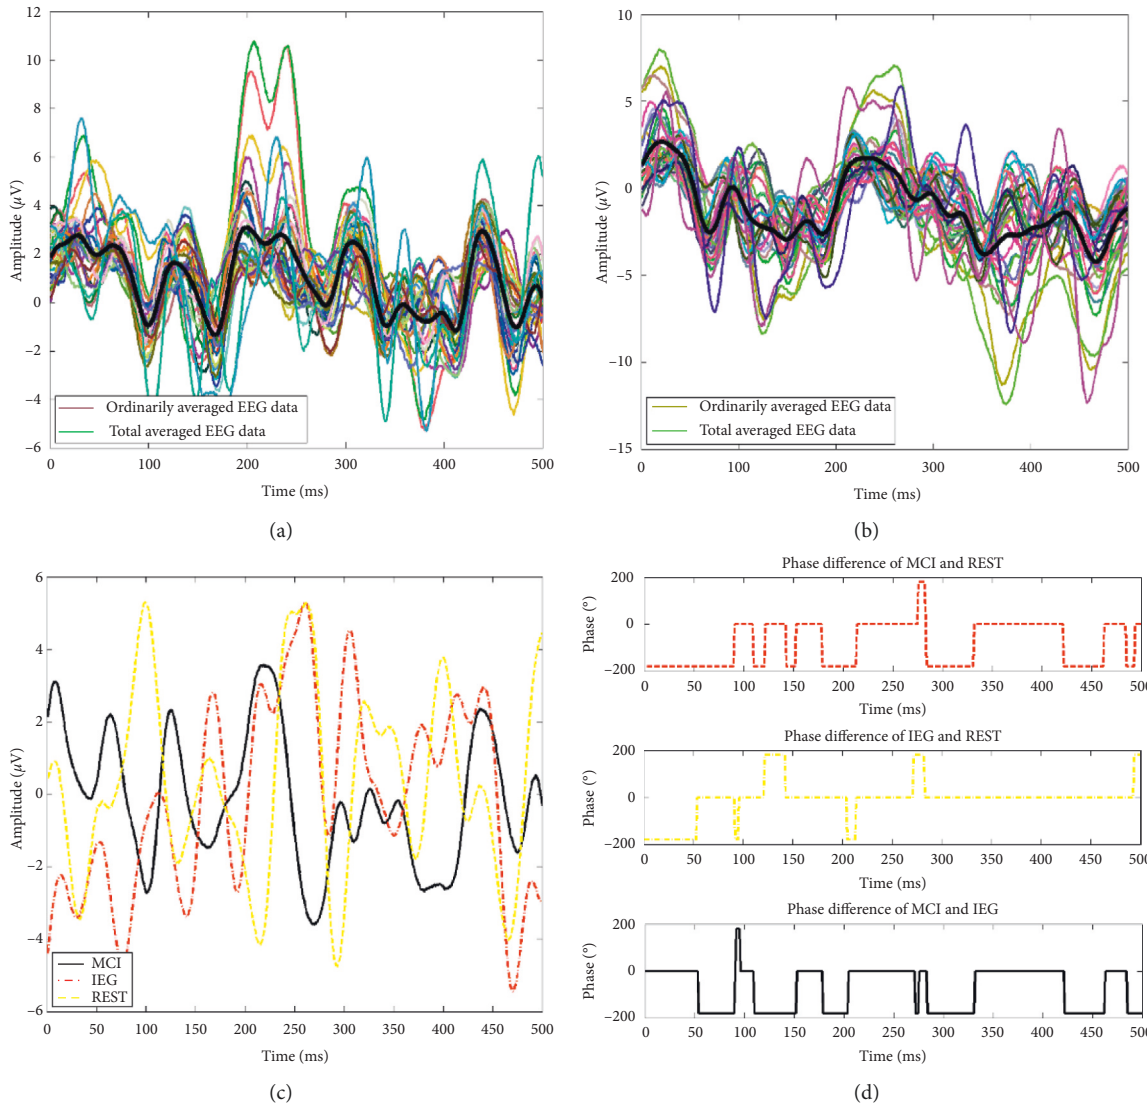 12
10
8
6
4
2
0
−2
−4
−6
Amplitude (μV)
Ordinarily averaged EEG data
Total averaged EEG data
0 100 200 300 400 500
Time (ms)
(a)
10
5
0
−5
−10
−15
Amplitude (μV)
Ordinarily averaged EEG data
Total averaged EEG data
0 100 200 300 400 500
Time (ms)
(b)
6
4
2
0
−2
−4
−6
Amplitude (μV)
MCI
IEG
REST
0 50 100 150 200 250 300 350 400 450 500
Time (ms)
(c)
Phase difference of MCI and REST
200
0
−200
Phase (°)
0 50 100 150 200 250 300 350 400 450 500
Time (ms)
Phase difference of IEG and REST
200
0
−200
Phase (°)
0 50 100 150 200 250 300 350 400 450 500
Time (ms)
Phase difference of MCI and IEG
200
0
−200
Phase (°)
0 50 100 150 200 250 300 350 400 450 500
Time (ms)
(d)